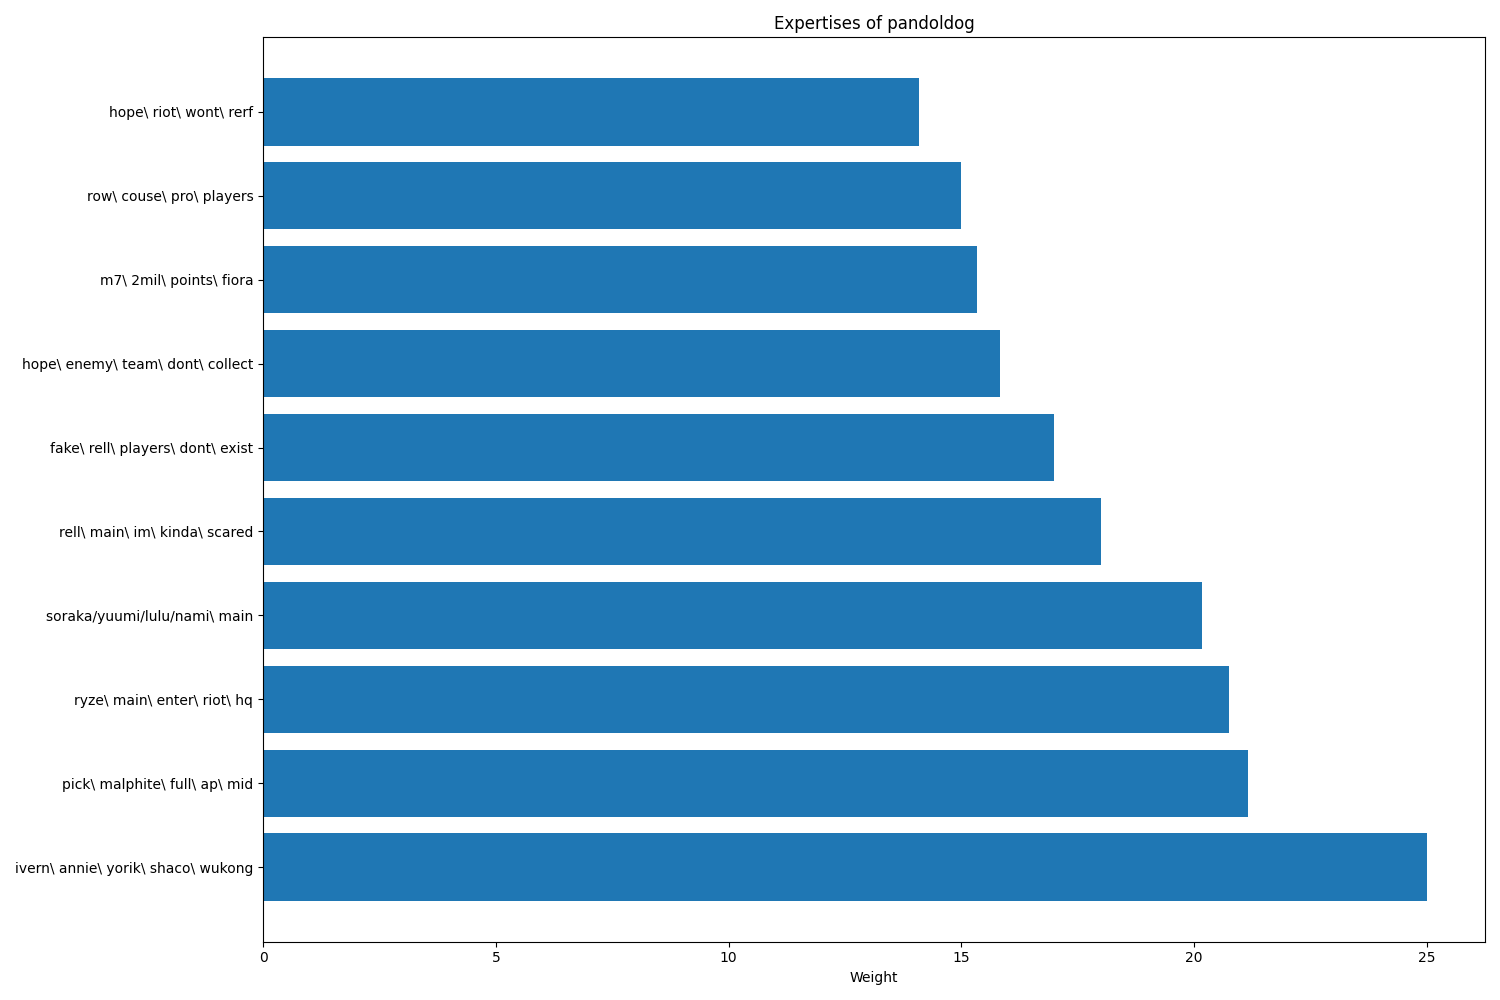 Expertises of pandoldog
hope\ riot\ wont\ rerf
row\ couse\ pro\ players
m7\ 2mil\ points\ fiora
hope\ enemy\ team\ dont\ collect
fake\ rell\ players\ dont\ exist
rell\ main\ im\ kinda\ scared
soraka/yuumi/lulu/nami\ main
ryze\ main\ enter\ riot\ hq
pick\ malphite\ full\ ap\ mid
ivern\ annie\ yorik\ shaco\ wukong
0 5 10 15 20 25
Weight